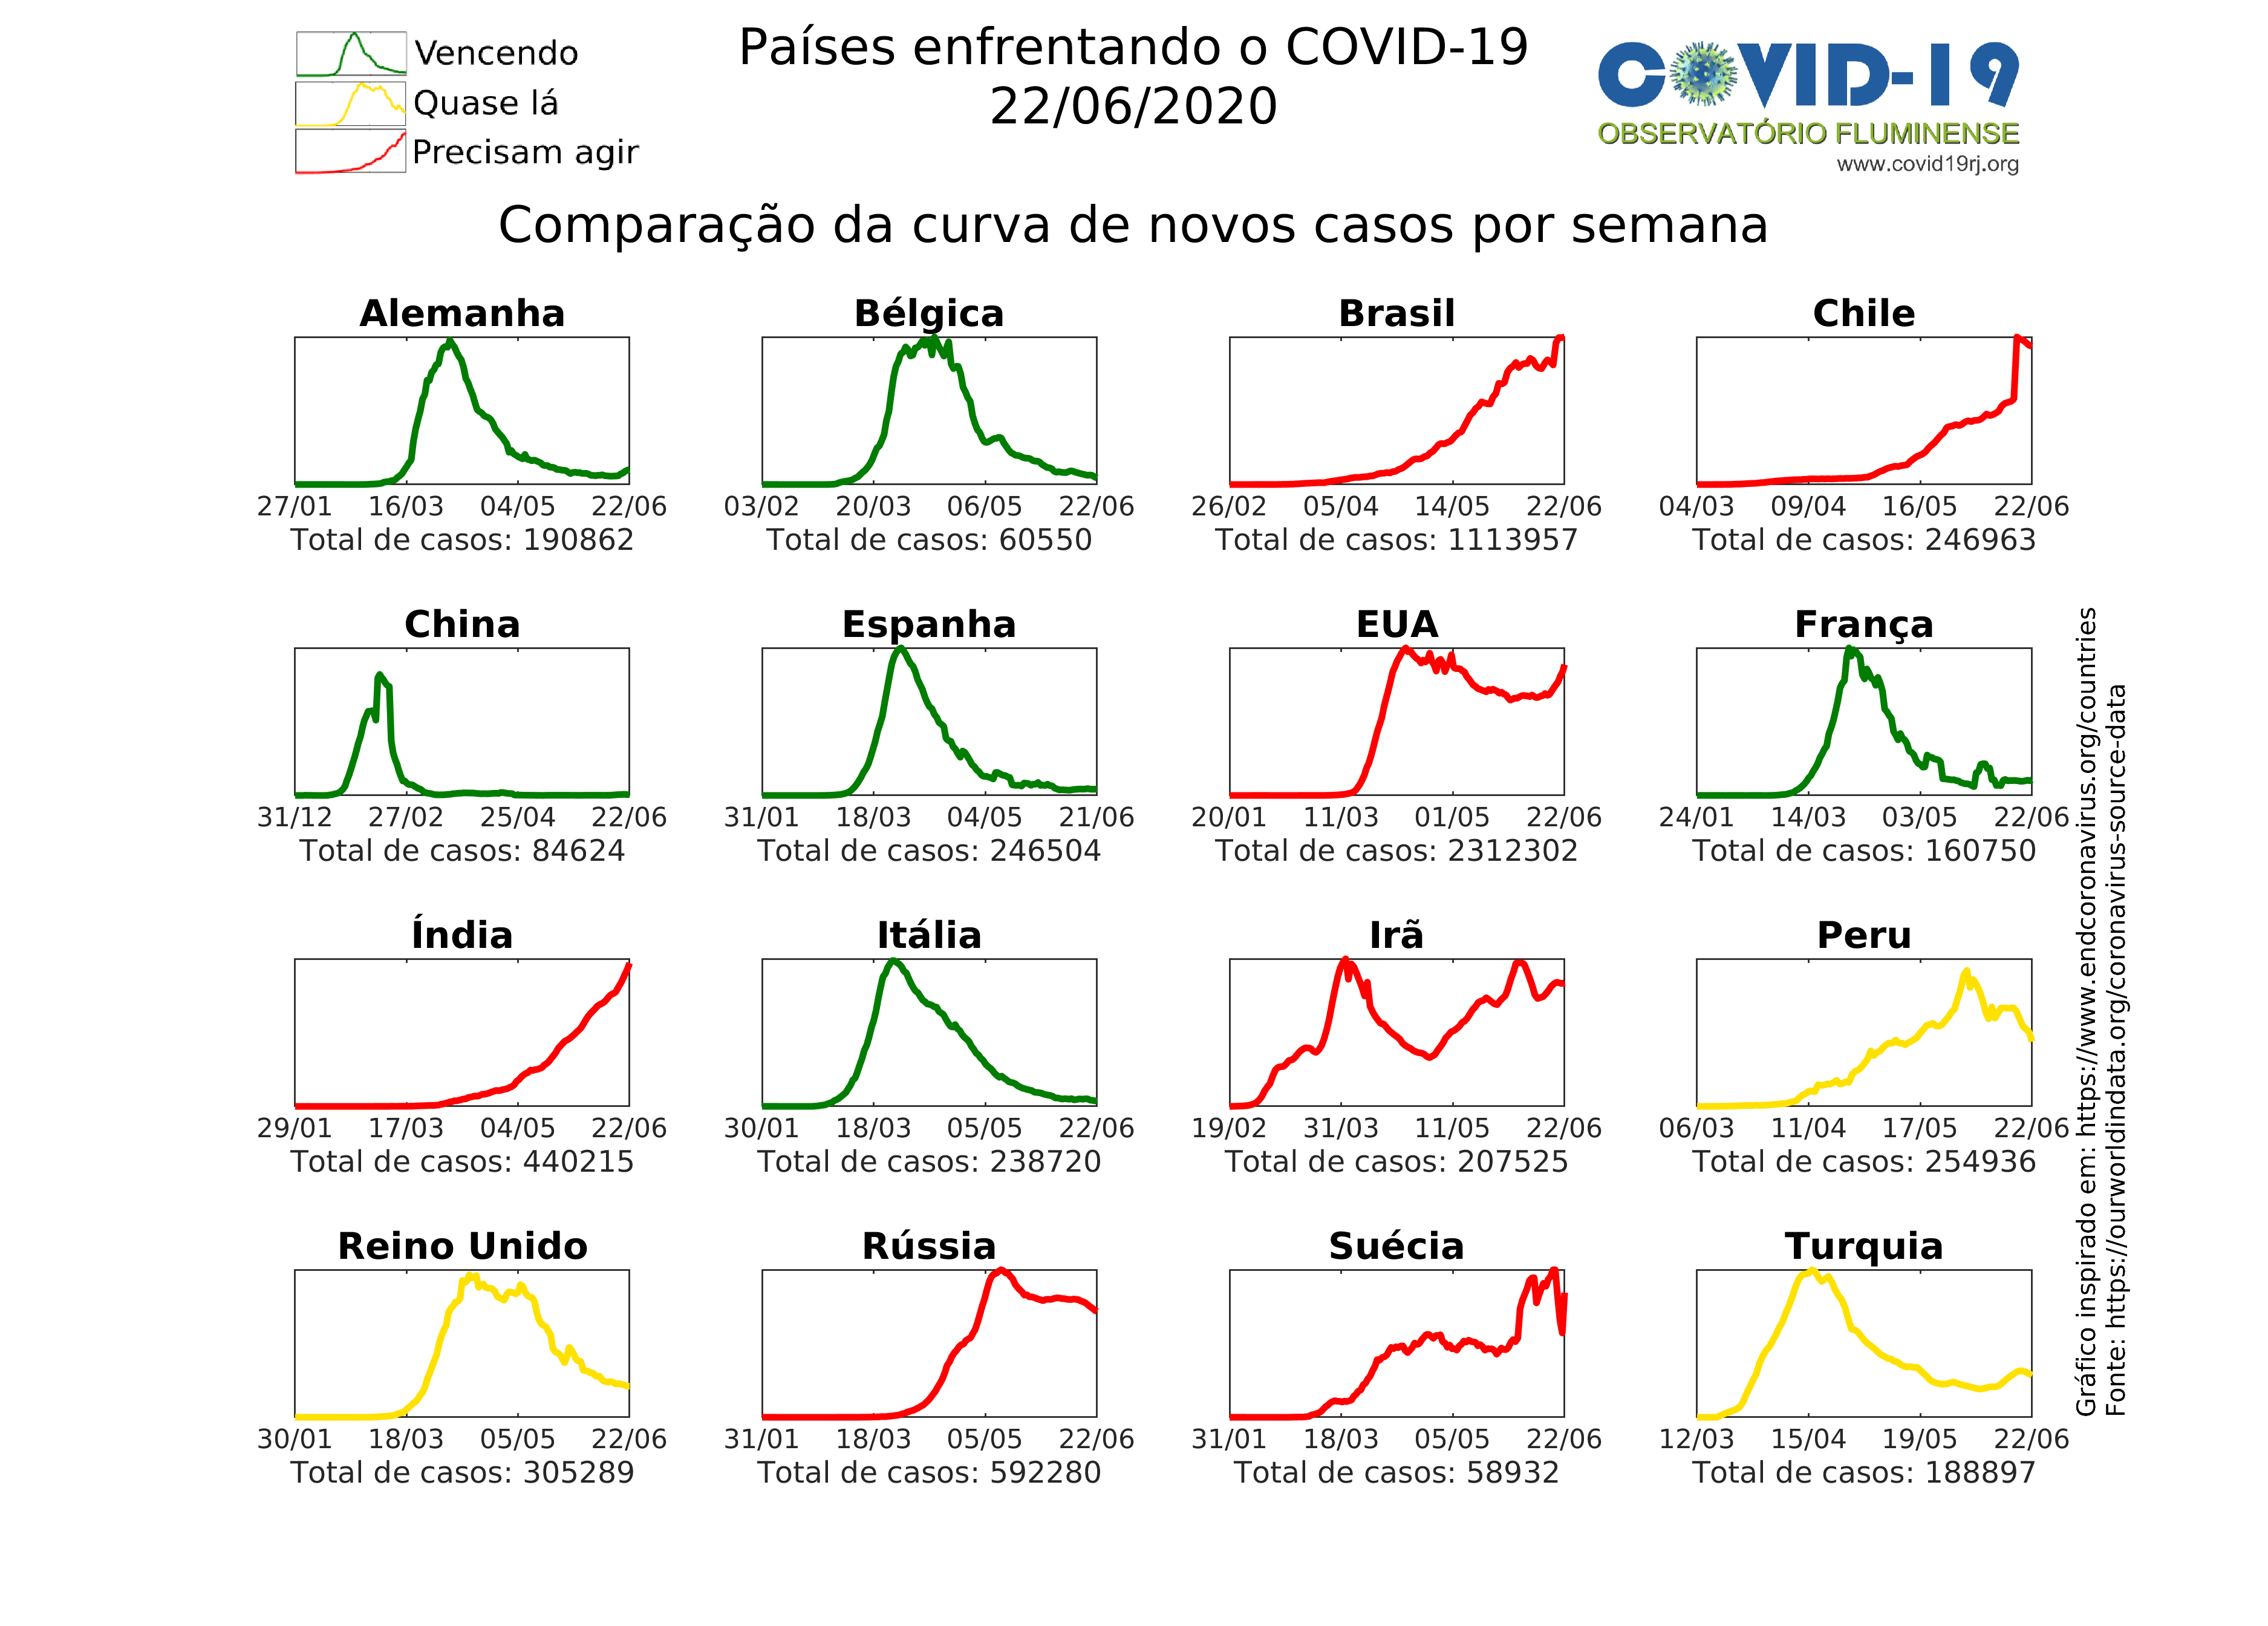 Vencendo
Quase lá
Precisam agir
Países enfrentando o COVID-19
22/06/2020
COVID-19
OBSERVATÓRIO FLUMINENSE
www.covid19rj.org
Comparação da curva de novos casos por semana
Alemanha
27/01 16/03 04/05 22/06
Total de casos: 190862
Bélgica
03/02 20/03 06/05 22/06
Total de casos: 60550
Brasil
26/02 05/04 14/05 22/06
Total de casos: 1113957
Chile
04/03 09/04 16/05 22/06
Total de casos: 246963
China
31/12 27/02 25/04 22/06
Total de casos: 84624
Espanha
31/01 18/03 04/05 21/06
Total de casos: 246504
EUA
20/01 11/03 01/05 22/06
Total de casos: 2312302
França
24/01 14/03 03/05 22/06
Total de casos: 160750
Índia
29/01 17/03 04/05 22/06
Total de casos: 440215
Itália
30/01 18/03 05/05 22/06
Total de casos: 238720
Irã
19/02 31/03 11/05 22/06
Total de casos: 207525
Peru
06/03 11/04 17/05 22/06
Total de casos: 254936
Reino Unido
30/01 18/03 05/05 22/06
Total de casos: 305289
Rússia
31/01 18/03 05/05 22/06
Total de casos: 592280
Suécia
31/01 18/03 05/05 22/06
Total de casos: 58932
Turquia
12/03 15/04 19/05 22/06
Total de casos: 188897
Gráfico inspirado em: https://www.endcoronavirus.org/countries
Fonte: https://ourworldindata.org/coronavirus-source-data